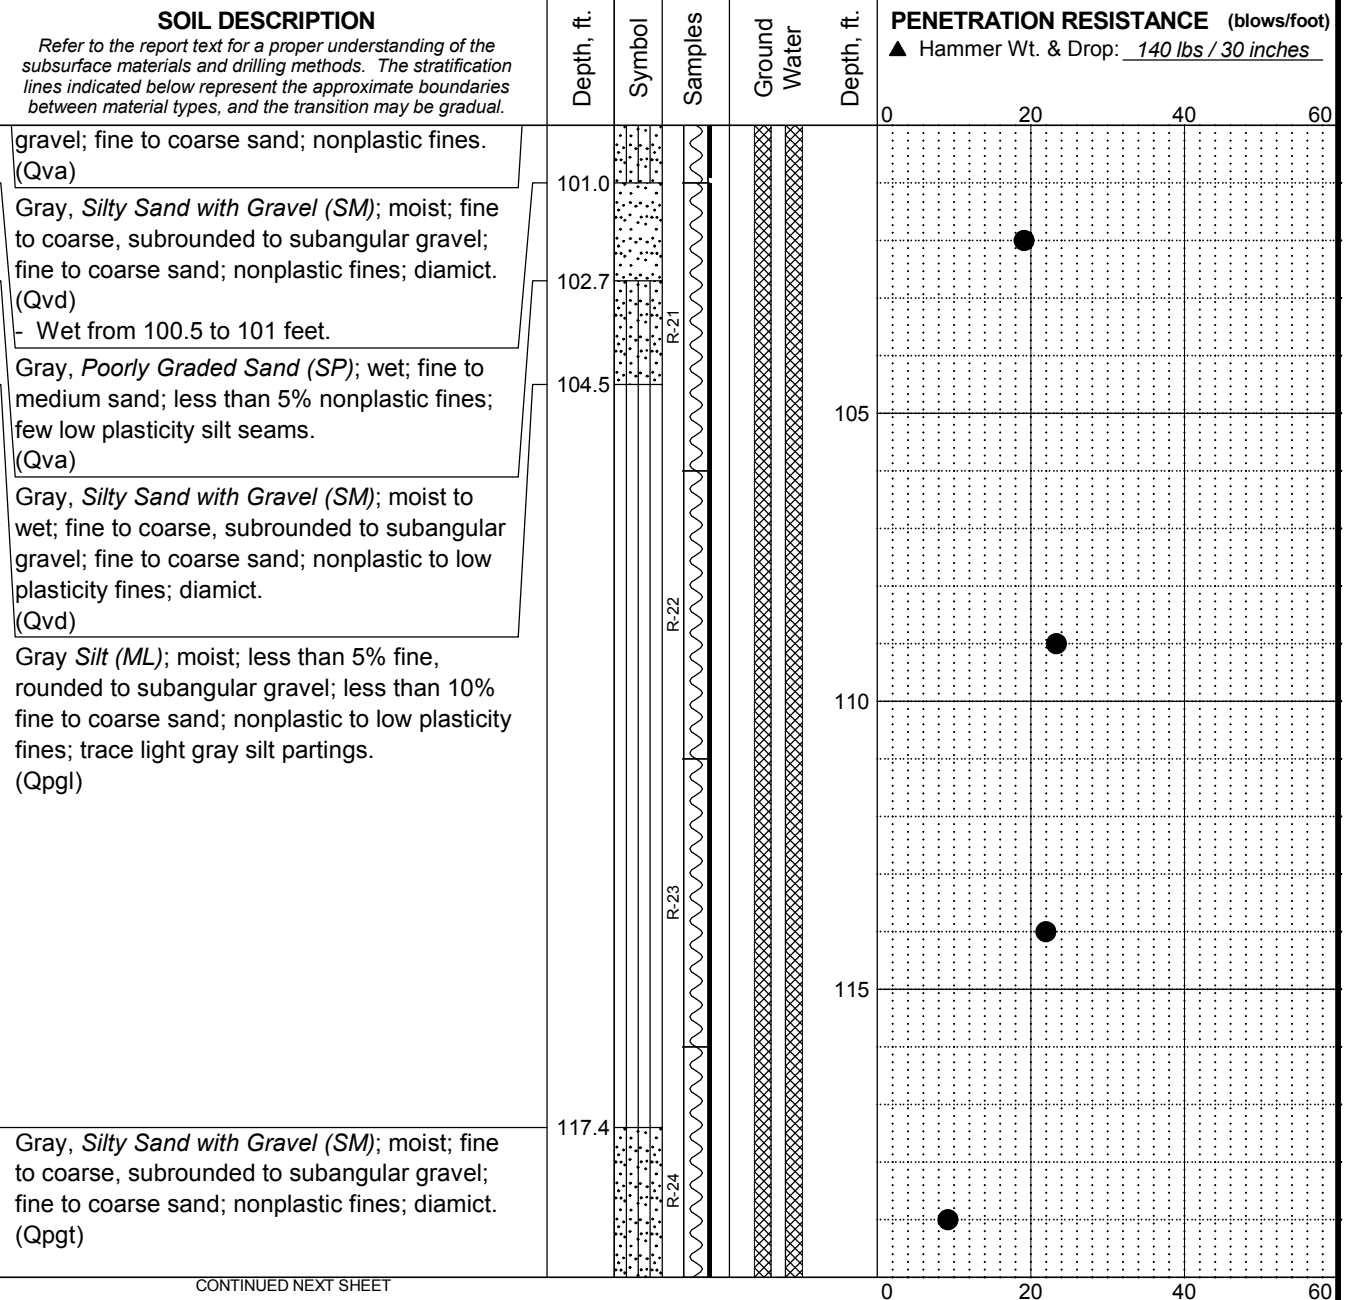 SOIL DESCRIPTION
Refer to the report text for a proper understanding of the
subsurface materials and drilling methods. The stratification
lines indicated below represent the approximate boundaries
between material types, and the transition may be gradual.
Depth, ft.
Symbol
Samples
Ground
Water
Depth, ft.
PENETRATION RESISTANCE (blows/foot)
▲ Hammer Wt. & Drop: 140 lbs / 30 inches
0 20 40 60
gravel; fine to coarse sand; nonplastic fines.
(Qva)
101.0
Gray, Silty Sand with Gravel (SM); moist; fine
to coarse, subrounded to subangular gravel;
fine to coarse sand; nonplastic fines; diamict.
(Qvd)
- Wet from 100.5 to 101 feet.
102.7
R-21
Gray, Poorly Graded Sand (SP); wet; fine to
medium sand; less than 5% nonplastic fines;
few low plasticity silt seams.
(Qva)
104.5
105
Gray, Silty Sand with Gravel (SM); moist to
wet; fine to coarse, subrounded to subangular
gravel; fine to coarse sand; nonplastic to low
plasticity fines; diamict.
(Qvd)
R-22
Gray Silt (ML); moist; less than 5% fine,
rounded to subangular gravel; less than 10%
fine to coarse sand; nonplastic to low plasticity
fines; trace light gray silt partings.
(Qpgl)
110
R-23
115
117.4
Gray, Silty Sand with Gravel (SM); moist; fine
to coarse, subrounded to subangular gravel;
fine to coarse sand; nonplastic fines; diamict.
(Qpgt)
R-24
CONTINUED NEXT SHEET
0 20 40 60